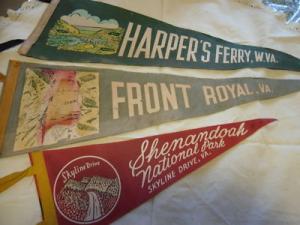 HARPER'S FERRY, W.VA.
FRONT ROYAL, VA.
Skyline Drive
Shenandoah
National Park
SKYLINE DRIVE, VA.